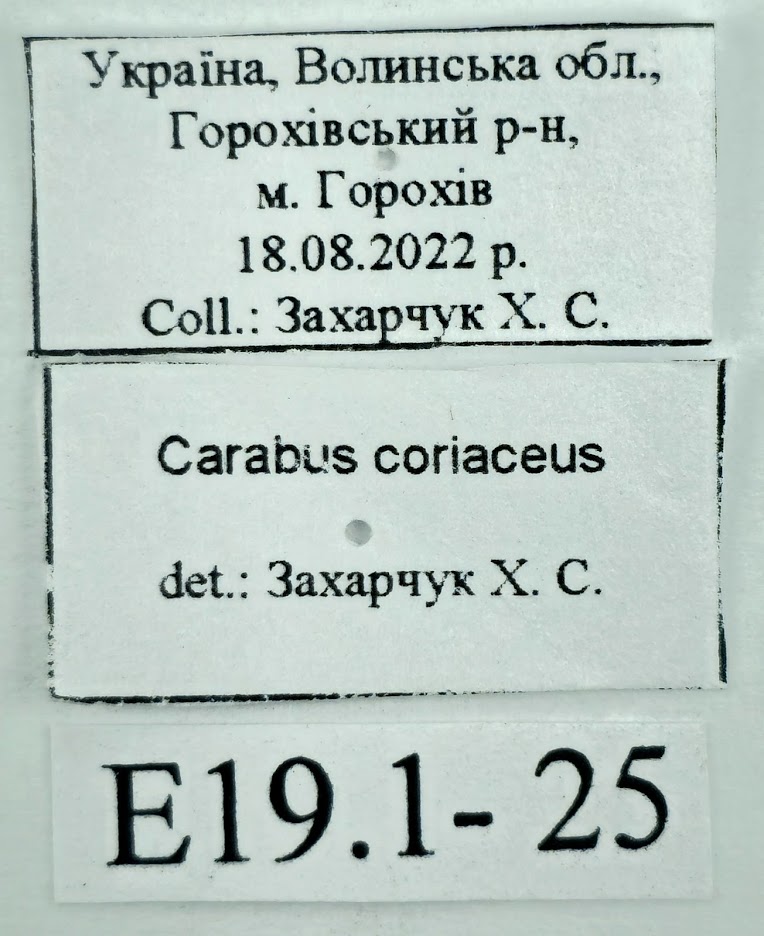 Україна, Волинська обл.,
Горохівський р-н,
м. Горохів
18.08.2022 р.
Coll.: Захарчук Х. С.
Carabus coriaceus
det.: Захарчук Х. С.
E19.1- 25